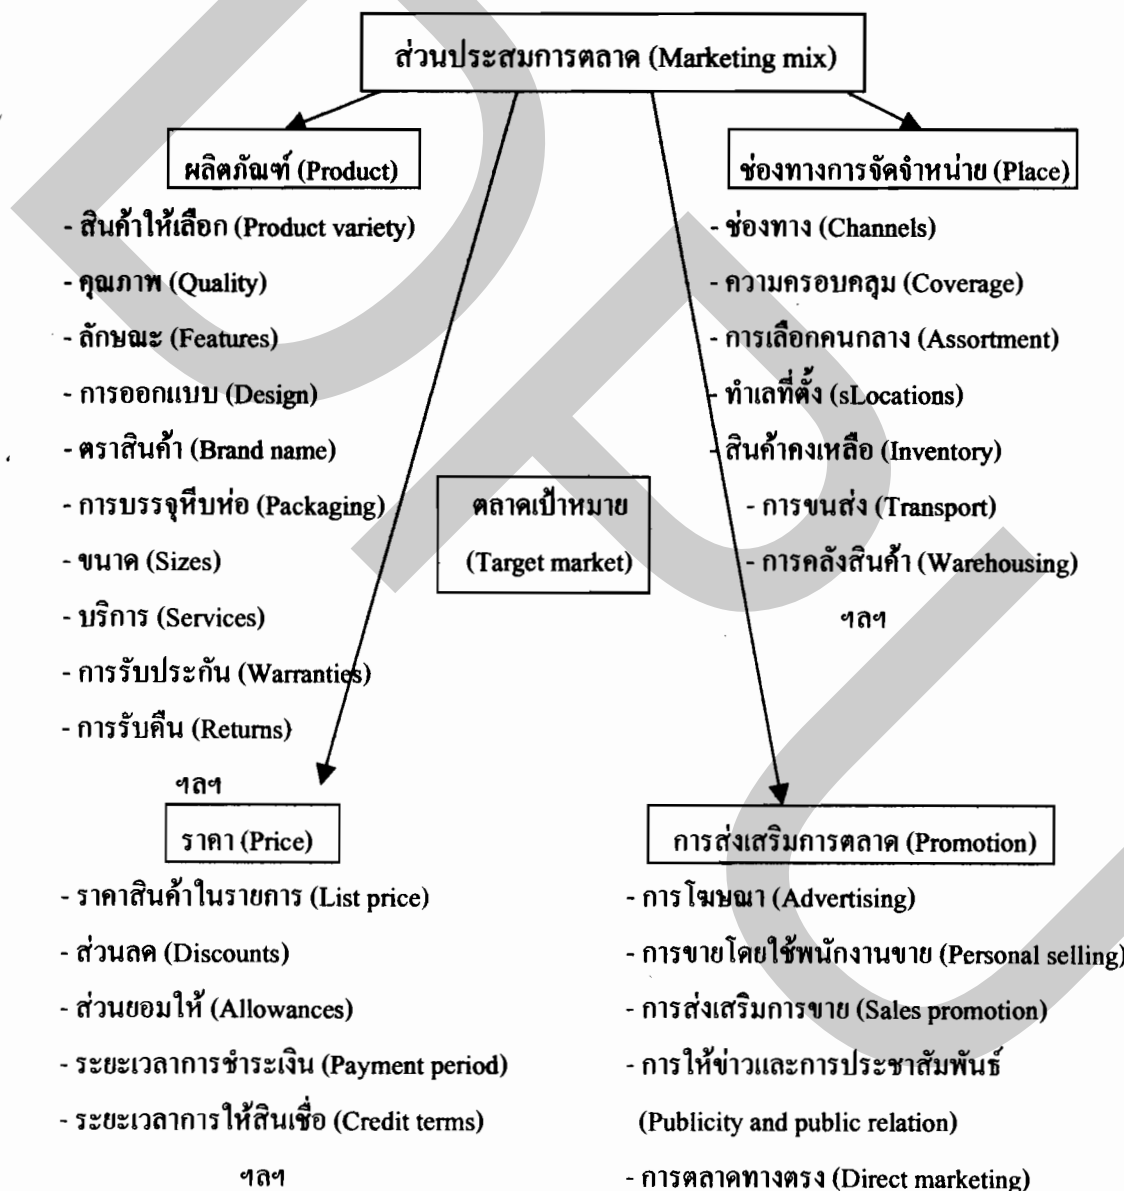 ส่วนประสมการตลาด (Marketing mix)
ผลิตภัณฑ์ (Product)
- สินค้าให้เลือก (Product variety)
- คุณภาพ (Quality)
- ลักษณะ (Features)
- การออกแบบ (Design)
- ตราสินค้า (Brand name)
- การบรรจุหีบห่อ (Packaging)
- ขนาด (Sizes)
- บริการ (Services)
- การรับประกัน (Warranties)
- การรับคืน (Returns)
ฯลฯ
ช่องทางการจัดจำหน่าย (Place)
- ช่องทาง (Channels)
- ความครอบคลุม (Coverage)
- การเลือกคนกลาง (Assortment)
- ทำเลที่ตั้ง (sLocations)
- สินค้าคงเหลือ (Inventory)
- การขนส่ง (Transport)
- การคลังสินค้า (Warehousing)
ฯลฯ
ตลาดเป้าหมาย
(Target market)
ราคา (Price)
- ราคาสินค้าในรายการ (List price)
- ส่วนลด (Discounts)
- ส่วนยอมให้ (Allowances)
- ระยะเวลาการชำระเงิน (Payment period)
- ระยะเวลาการให้สินเชื่อ (Credit terms)
ฯลฯ
การส่งเสริมการตลาด (Promotion)
- การโฆษณา (Advertising)
- การขายโดยใช้พนักงานขาย (Personal selling)
- การส่งเสริมการขาย (Sales promotion)
- การให้ข่าวและการประชาสัมพันธ์
(Publicity and public relation)
- การตลาดทางตรง (Direct marketing)
DPU